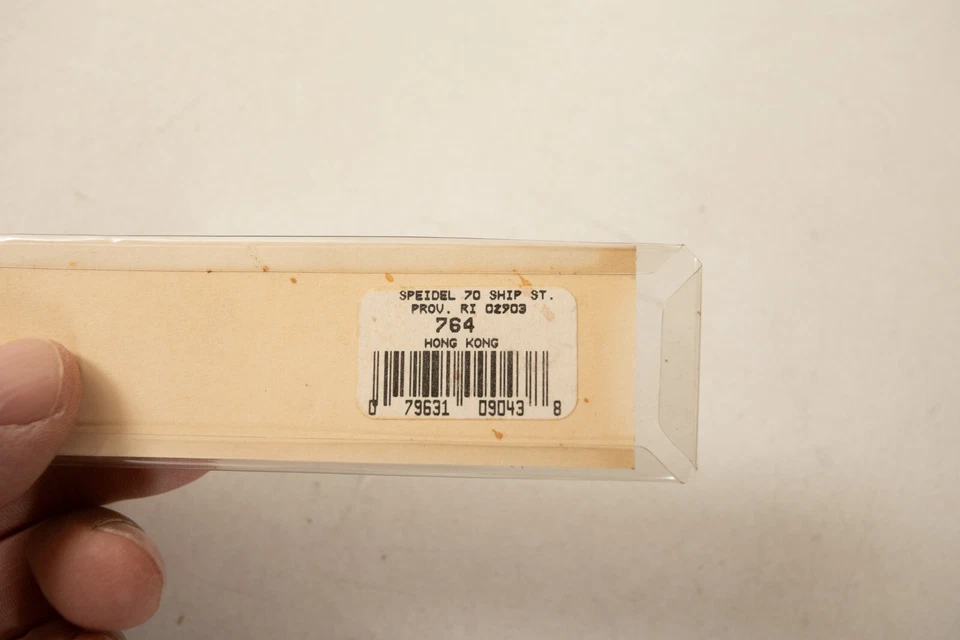 SPEIDEL 70 SHIP ST.
PROV. RI 02903
764
HONG KONG
0 79631 09043 8